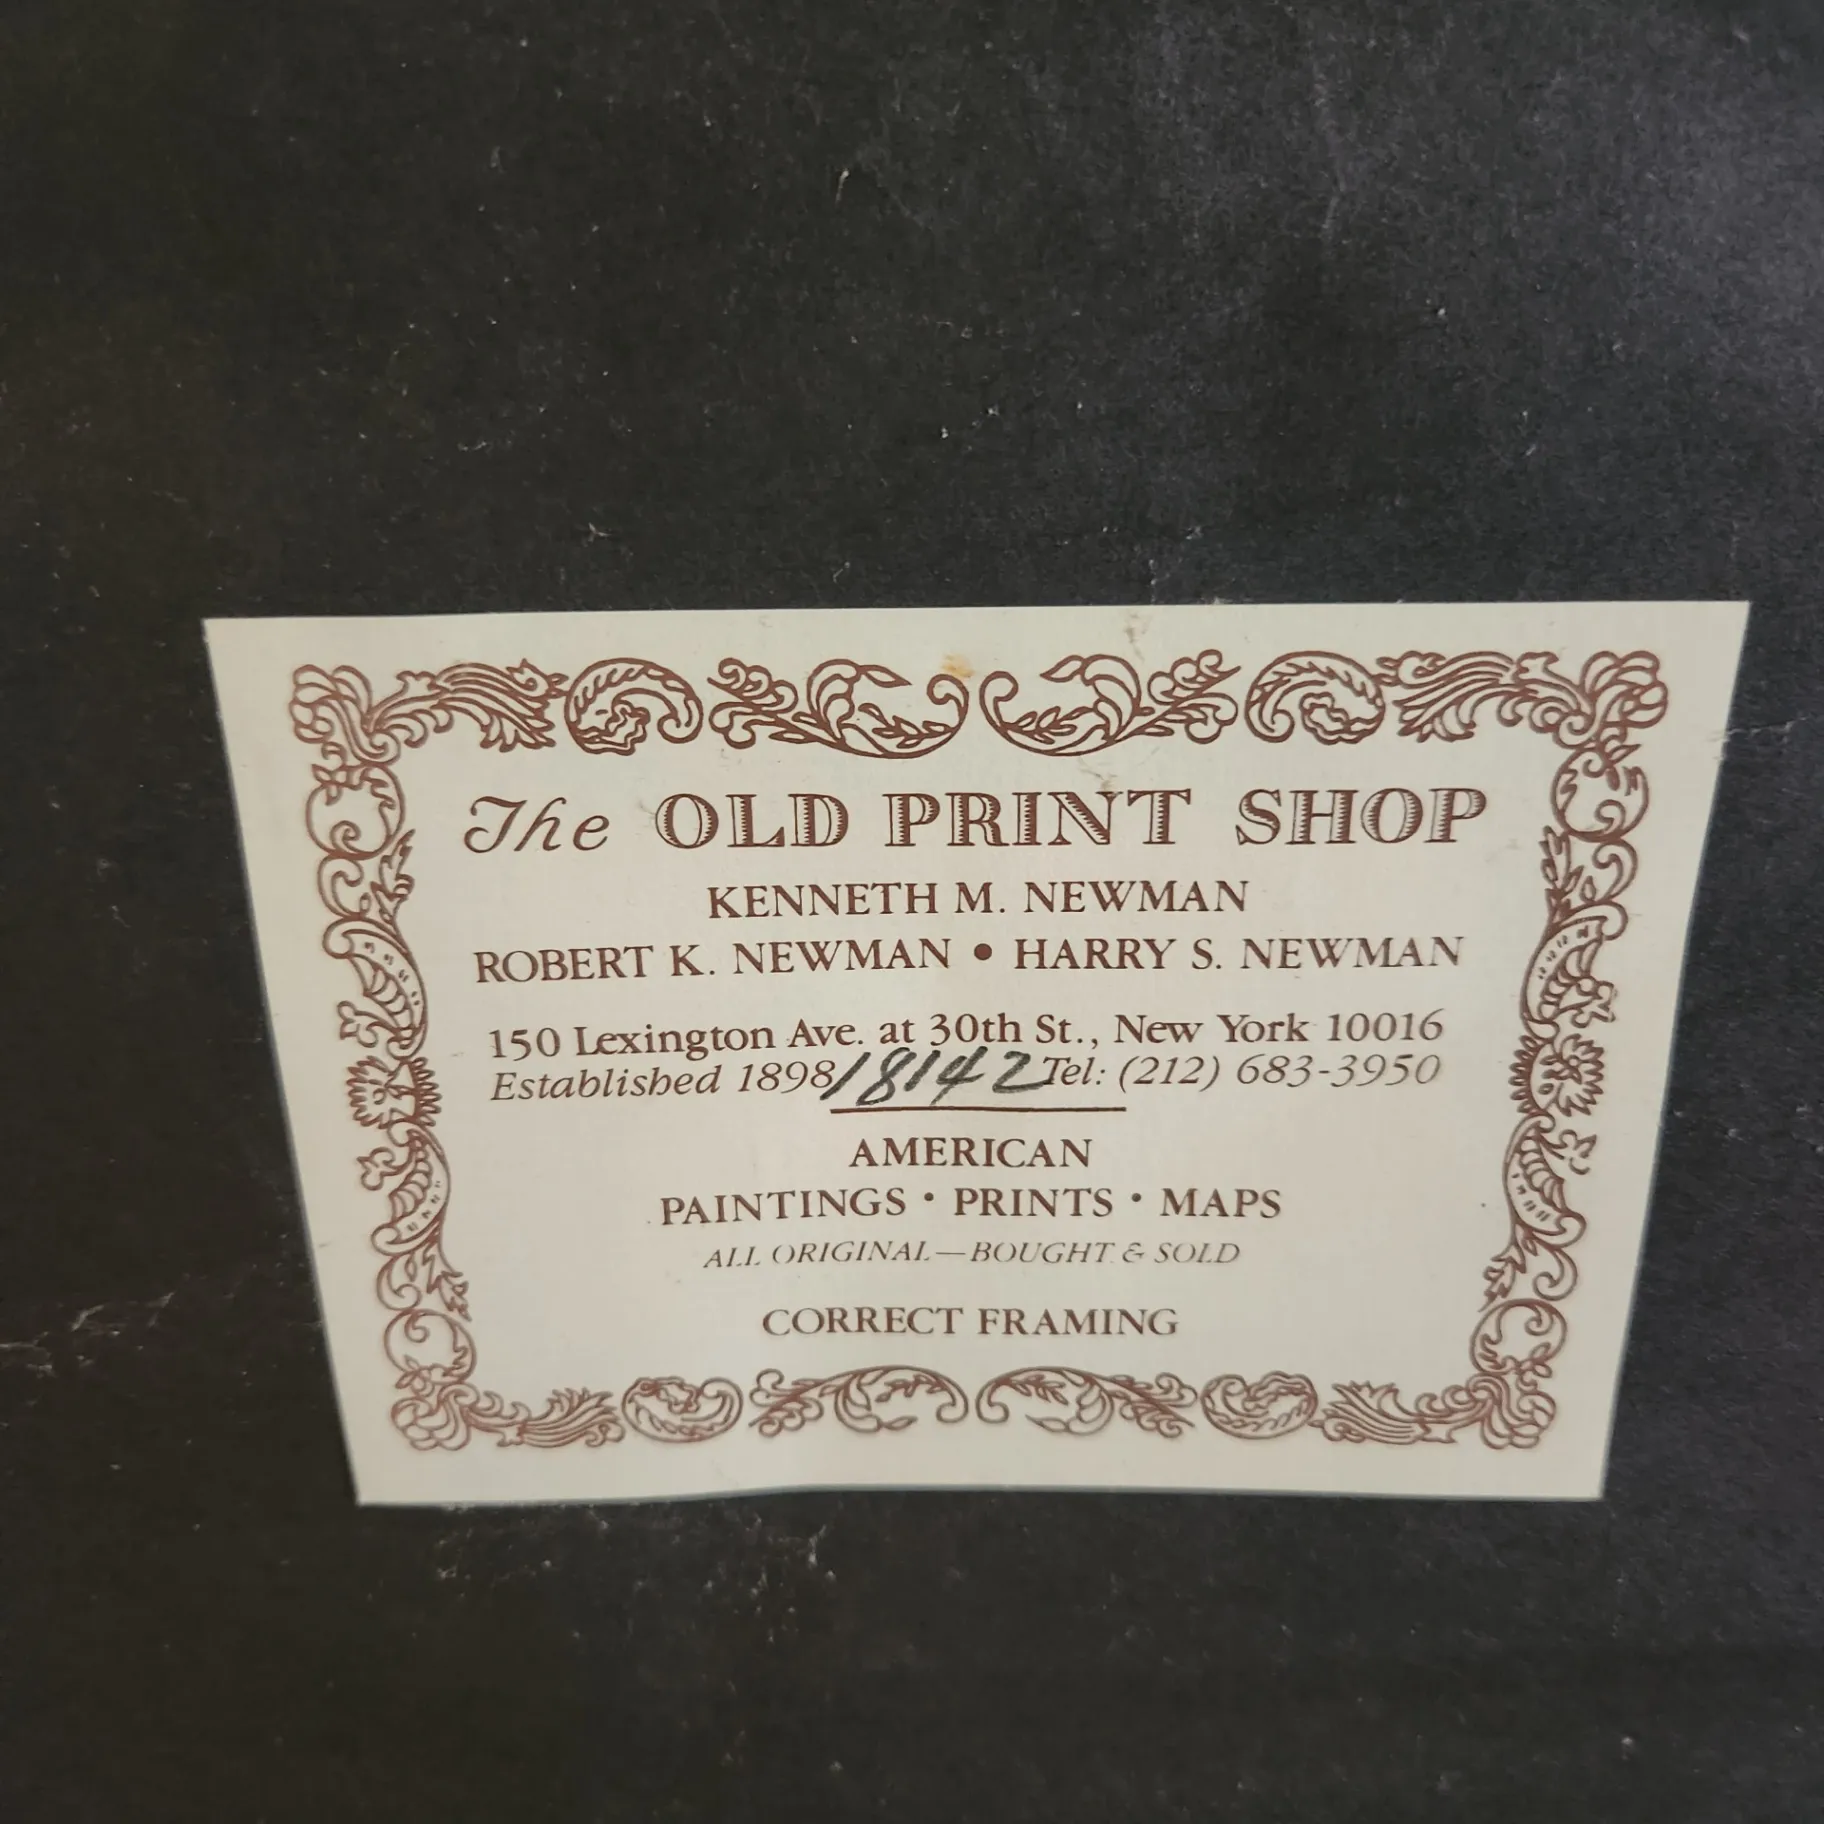 The OLD PRINT SHOP
KENNETH M. NEWMAN
ROBERT K. NEWMAN • HARRY S. NEWMAN
150 Lexington Ave. at 30th St., New York 10016
Established 1898 18142 Tel: (212) 683-3950
AMERICAN
PAINTINGS • PRINTS • MAPS
ALL ORIGINAL—BOUGHT & SOLD
CORRECT FRAMING